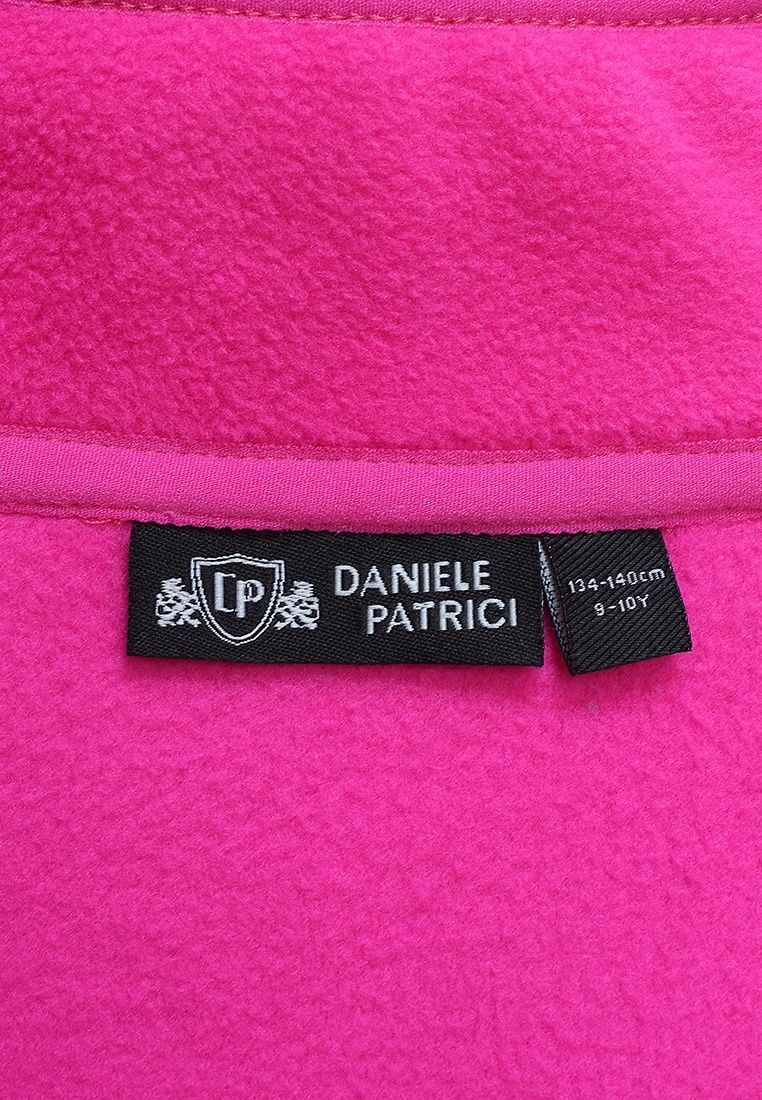 DP
DANIELE
PATRICI
134-140cm
9-10Y